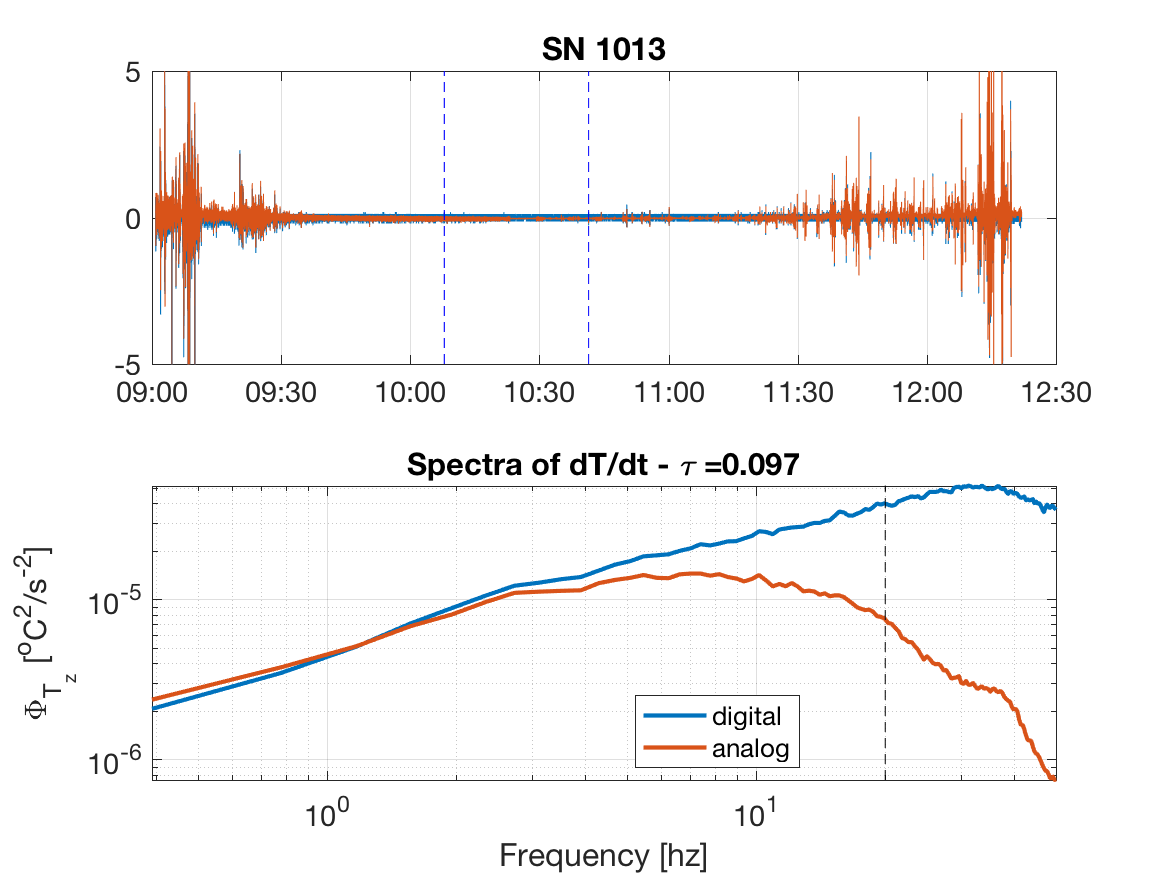 SN 1013
5
0
-5
09:00 09:30 10:00 10:30 11:00 11:30 12:00 12:30
Spectra of dT/dt - τ =0.097
Φ_T_z [°C²/s⁻²]
10⁻⁵
10⁻⁶
digital
analog
10⁰ 10¹
Frequency [hz]